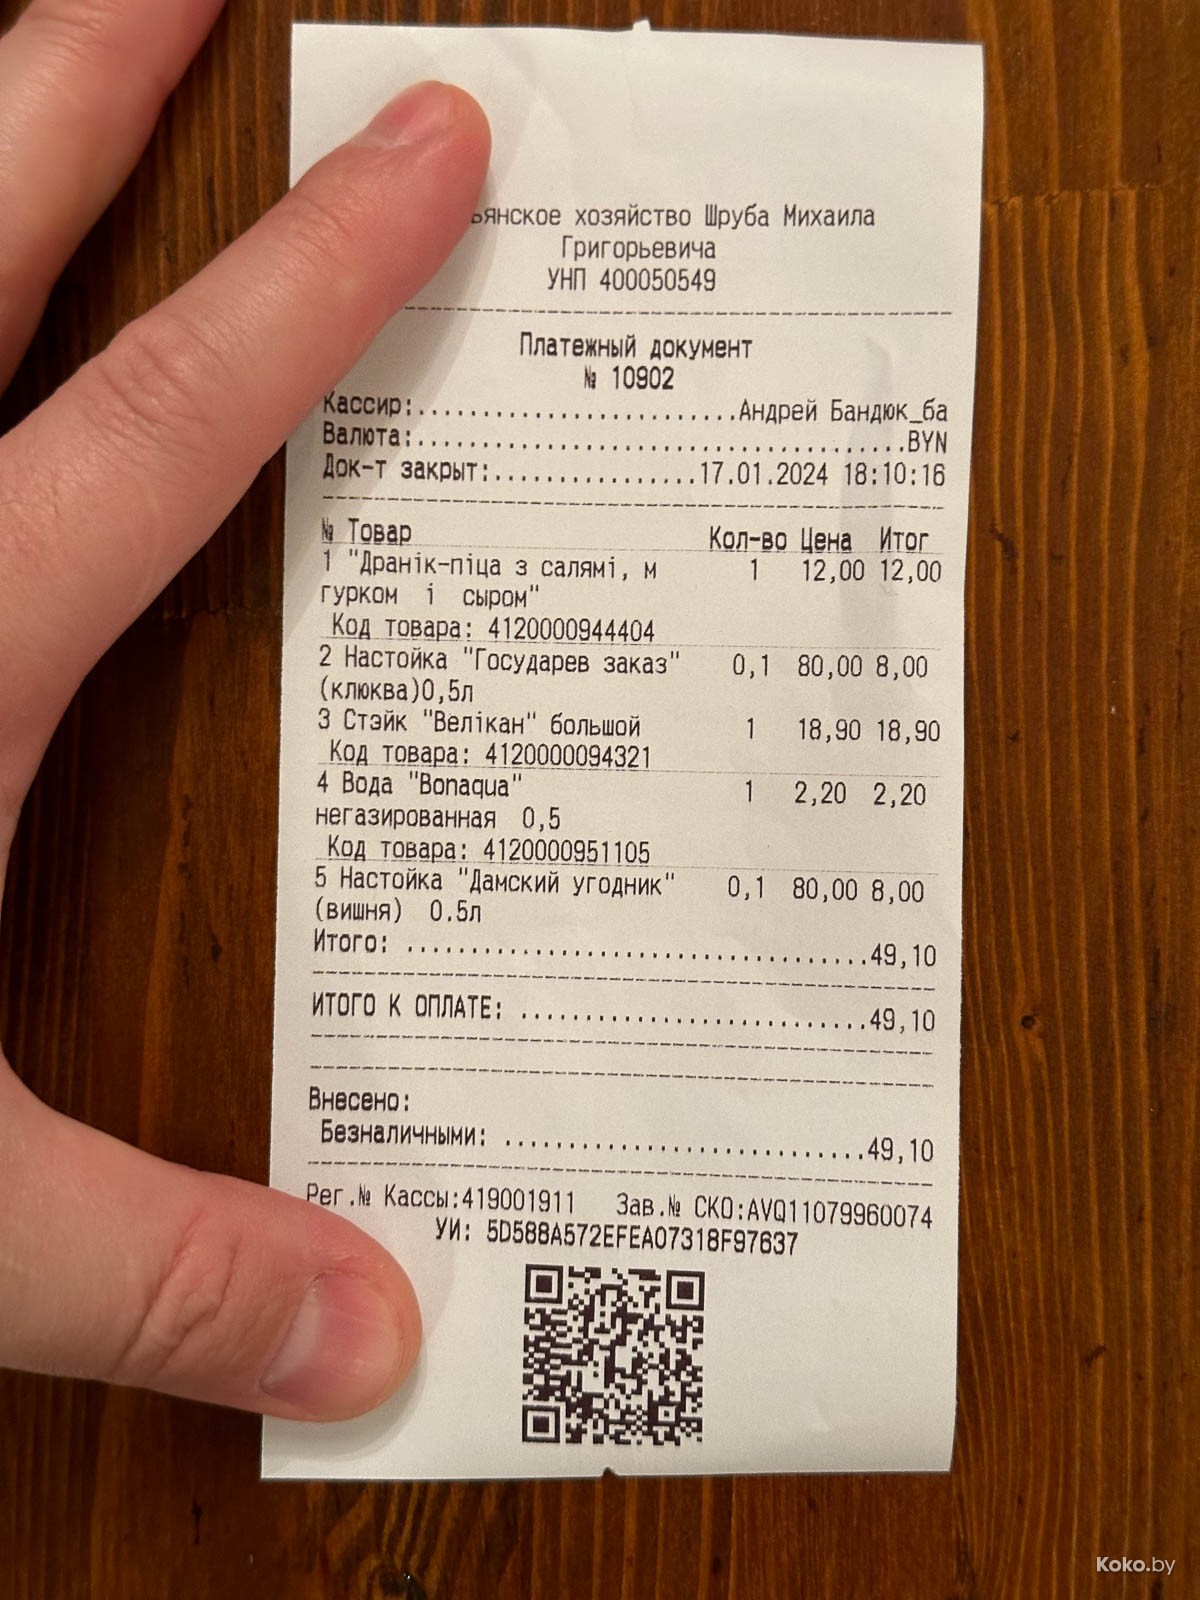 хозяйство Шруба Михаила
Григорьевича
УНП 400050549
Платежный документ
№ 10902
Кассир:..........................Андрей Бандюк_ба
Валюта:.......................................BYN
Док-т закрыт:................17.01.2024 18:10:16
№ Товар Кол-во Цена Итог
1 "Дранік-піца з салямі, м 1 12,00 12,00
гурком і сыром"
Код товара: 4120000944404
2 Настойка "Государев заказ" 0,1 80,00 8,00
(клюква)0,5л
3 Стэйк "Велікан" большой 1 18,90 18,90
Код товара: 4120000094321
4 Вода "Bonaqua" 1 2,20 2,20
негазированная 0,5
Код товара: 4120000951105
5 Настойка "Дамский угодник" 0,1 80,00 8,00
(вишня) 0.5л
Итого: ....................................49,10
ИТОГО К ОПЛАТЕ: ...........................49,10
Внесено:
Безналичными: ............................49,10
Рег.№ Кассы:419001911 Зав.№ СКО:AVQ11079960074
УИ: 5D588A572EFEA07318F97637
Koko.by